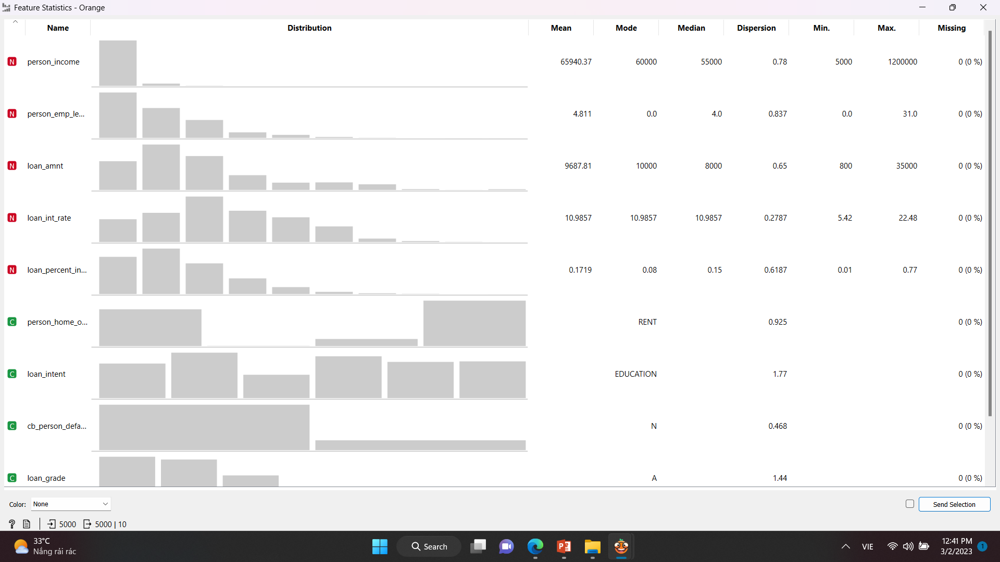 Feature Statistics - Orange
Name Distribution Mean Mode Median Dispersion Min. Max. Missing
N person_income 65940.37 60000 55000 0.78 5000 1200000 0 (0 %)
N person_emp_le... 4.811 0.0 4.0 0.837 0.0 31.0 0 (0 %)
N loan_amnt 9687.81 10000 8000 0.65 800 35000 0 (0 %)
N loan_int_rate 10.9857 10.9857 10.9857 0.2787 5.42 22.48 0 (0 %)
N loan_percent_in... 0.1719 0.08 0.15 0.6187 0.01 0.77 0 (0 %)
C person_home_o... RENT 0.925 0 (0 %)
C loan_intent EDUCATION 1.77 0 (0 %)
C cb_person_defa... N 0.468 0 (0 %)
C loan_grade A 1.44 0 (0 %)
Color: None Send Selection
? 5000 5000 | 10
33°C
Nắng rải rác
Search
P
VIE
12:41 PM
3/2/2023
1